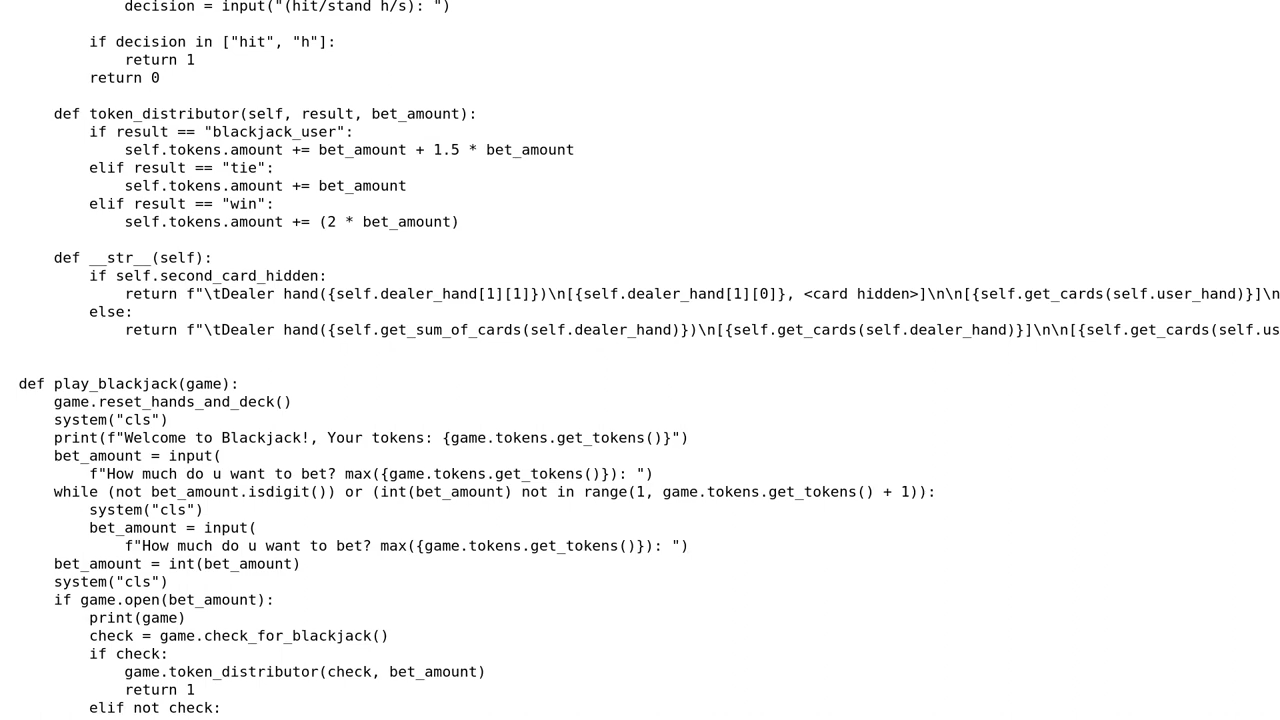 decision = input("(hit/stand h/s): ")

        if decision in ["hit", "h"]:
            return 1
        return 0

    def token_distributor(self, result, bet_amount):
        if result == "blackjack_user":
            self.tokens.amount += bet_amount + 1.5 * bet_amount
        elif result == "tie":
            self.tokens.amount += bet_amount
        elif result == "win":
            self.tokens.amount += (2 * bet_amount)

    def __str__(self):
        if self.second_card_hidden:
            return f"\tDealer hand({self.dealer_hand[1][1]})\n[{self.dealer_hand[1][0]}, <card hidden>]\n\n[{self.get_cards(self.user_hand)}]\n
        else:
            return f"\tDealer hand({self.get_sum_of_cards(self.dealer_hand)})\n[{self.get_cards(self.dealer_hand)}]\n\n[{self.get_cards(self.us


def play_blackjack(game):
    game.reset_hands_and_deck()
    system("cls")
    print(f"Welcome to Blackjack!, Your tokens: {game.tokens.get_tokens()}")
    bet_amount = input(
        f"How much do u want to bet? max({game.tokens.get_tokens()}): ")
    while (not bet_amount.isdigit()) or (int(bet_amount) not in range(1, game.tokens.get_tokens() + 1)):
        system("cls")
        bet_amount = input(
            f"How much do u want to bet? max({game.tokens.get_tokens()}): ")
    bet_amount = int(bet_amount)
    system("cls")
    if game.open(bet_amount):
        print(game)
        check = game.check_for_blackjack()
        if check:
            game.token_distributor(check, bet_amount)
            return 1
        elif not check: